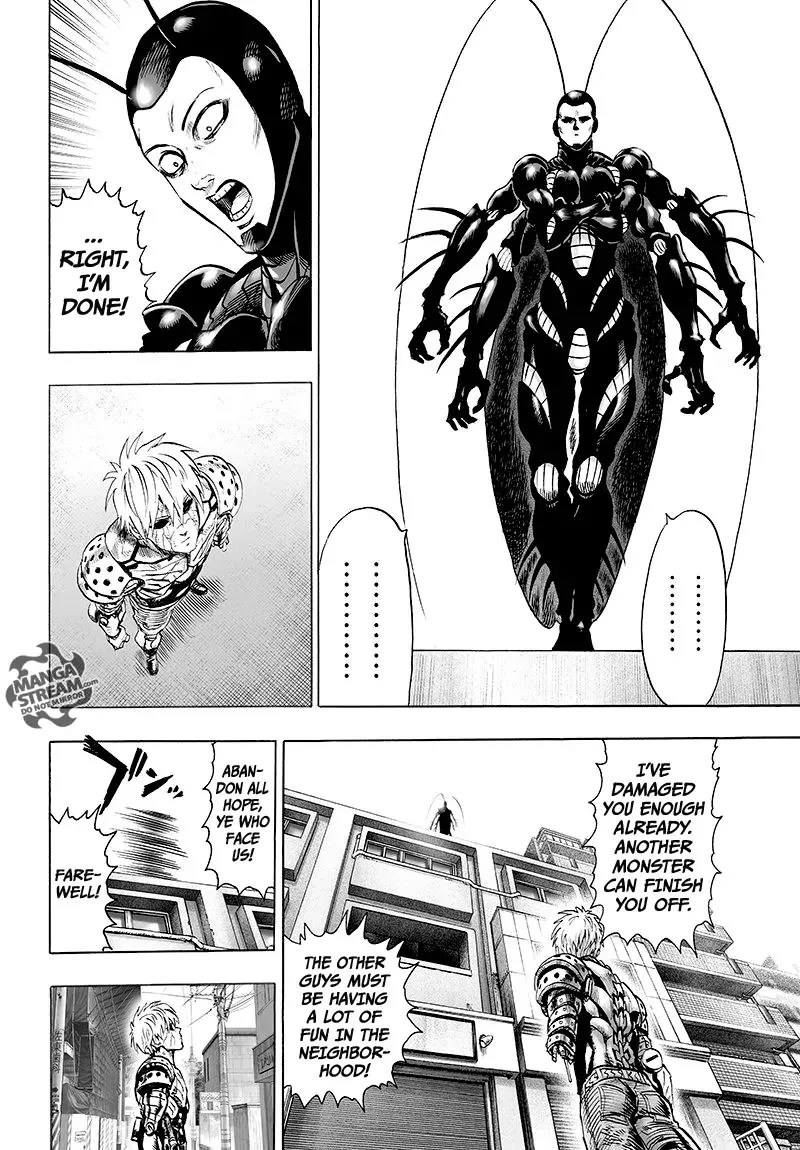 ...
RIGHT,
I'M
DONE!
MANGA
STREAM.com
DO NOT MIRROR
I'VE
DAMAGED
YOU ENOUGH
ALREADY.
ANOTHER
MONSTER
CAN FINISH
YOU OFF.
THE OTHER
GUYS MUST
BE HAVING
A LOT OF
FUN IN THE
NEIGHBOR-
HOOD!
ABAN-
DON ALL
HOPE,
YE WHO
FACE
US!
FARE-
WELL!